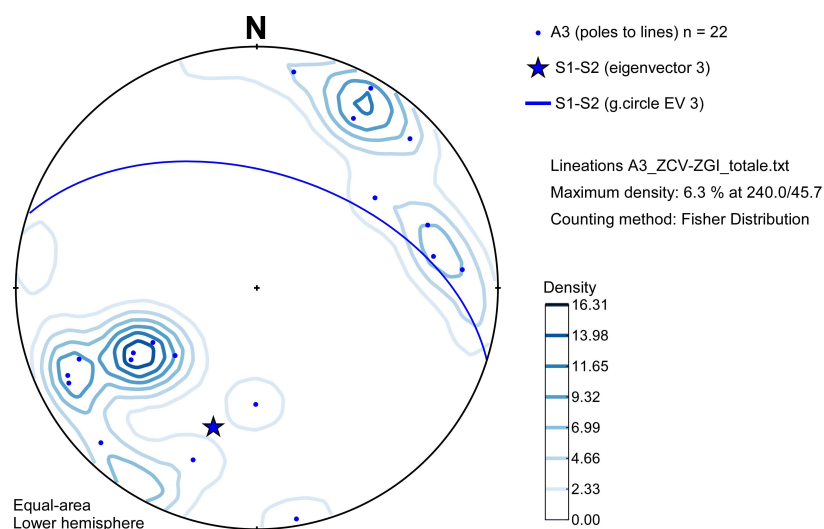 N
A3 (poles to lines) n = 22
S1-S2 (eigenvector 3)
S1-S2 (g.circle EV 3)
Lineations A3_ZCV-ZGI_totale.txt
Maximum density: 6.3 % at 240.0/45.7
Counting method: Fisher Distribution
Density
16.31
13.98
11.65
9.32
6.99
4.66
2.33
0.00
Equal-area
Lower hemisphere